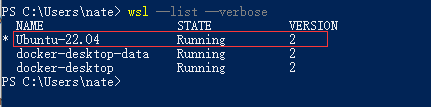 PS C:\Users\nate> wsl --list --verbose
  NAME                   STATE           VERSION
* Ubuntu-22.04           Running         2
  docker-desktop-data    Running         2
  docker-desktop         Running         2
PS C:\Users\nate>